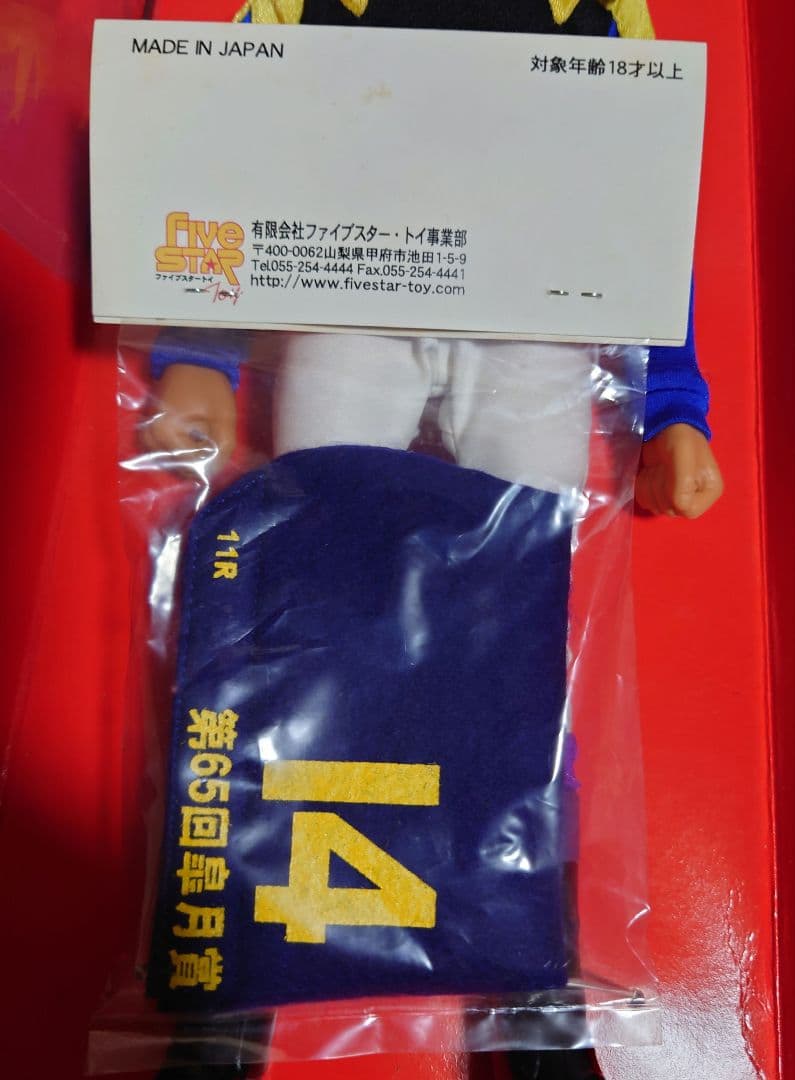 MADE IN JAPAN
対象年齢18才以上
FIVE
STAR
ファイブスタートイ
Toy
有限会社ファイブスター・トイ事業部
〒400-0062山梨県甲府市池田1-5-9
Tel.055-254-4444 Fax.055-254-4441
http://www.fivestar-toy.com
11R
第65回皐月賞
14